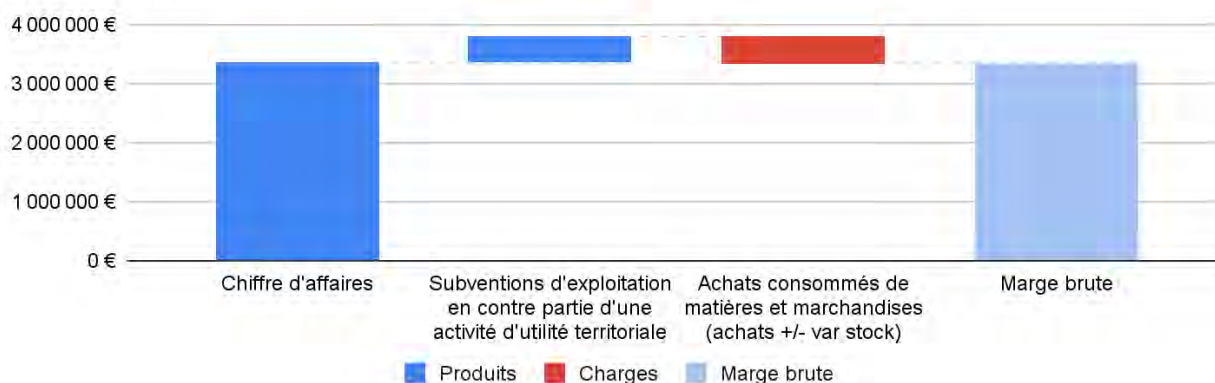 4 000 000 €
3 000 000 €
2 000 000 €
1 000 000 €
0 €
Chiffre d'affaires
Subventions d'exploitation
en contre partie d'une
activité d'utilité territoriale
Achats consommés de
matières et marchandises
(achats +/- var stock)
Marge brute
Produits
Charges
Marge brute